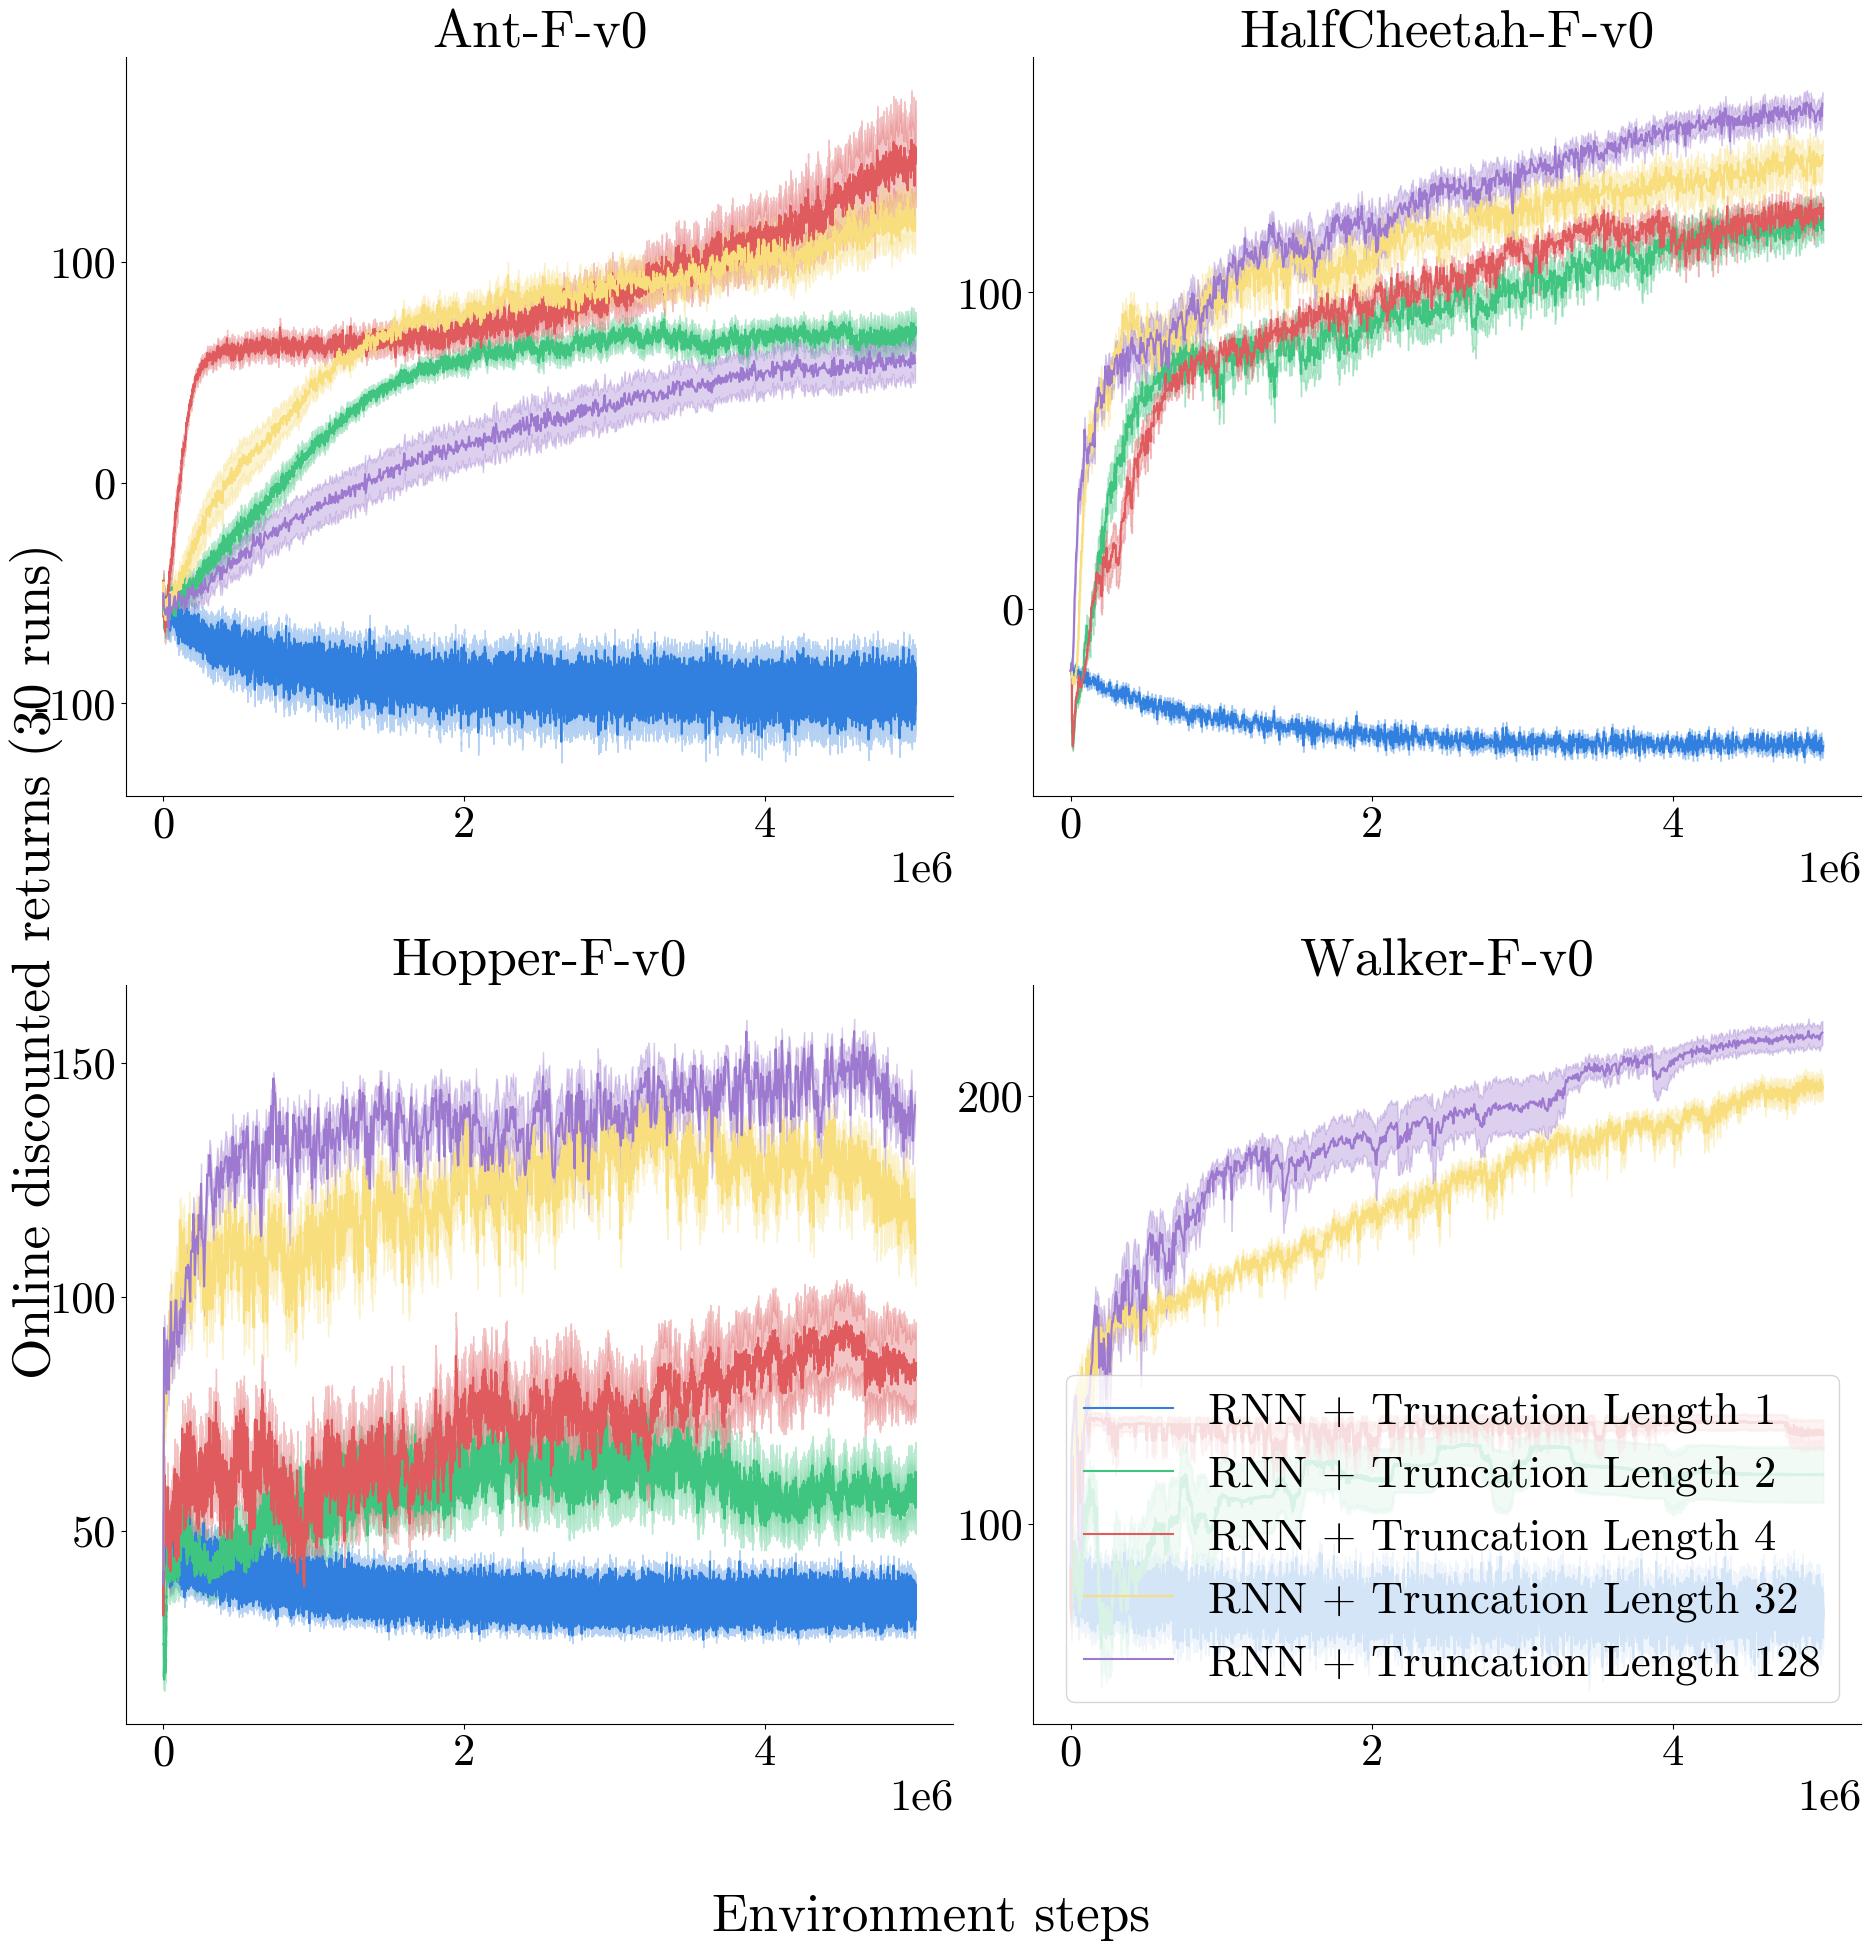 Ant-F-v0
HalfCheetah-F-v0
100
0
100
0
2
4
1e6
100
0
0
2
4
1e6
Online discounted returns (30 runs)
Hopper-F-v0
Walker-F-v0
150
100
50
0
2
4
1e6
200
100
RNN + Truncation Length 1
RNN + Truncation Length 2
RNN + Truncation Length 4
RNN + Truncation Length 32
RNN + Truncation Length 128
0
2
4
1e6
Environment steps